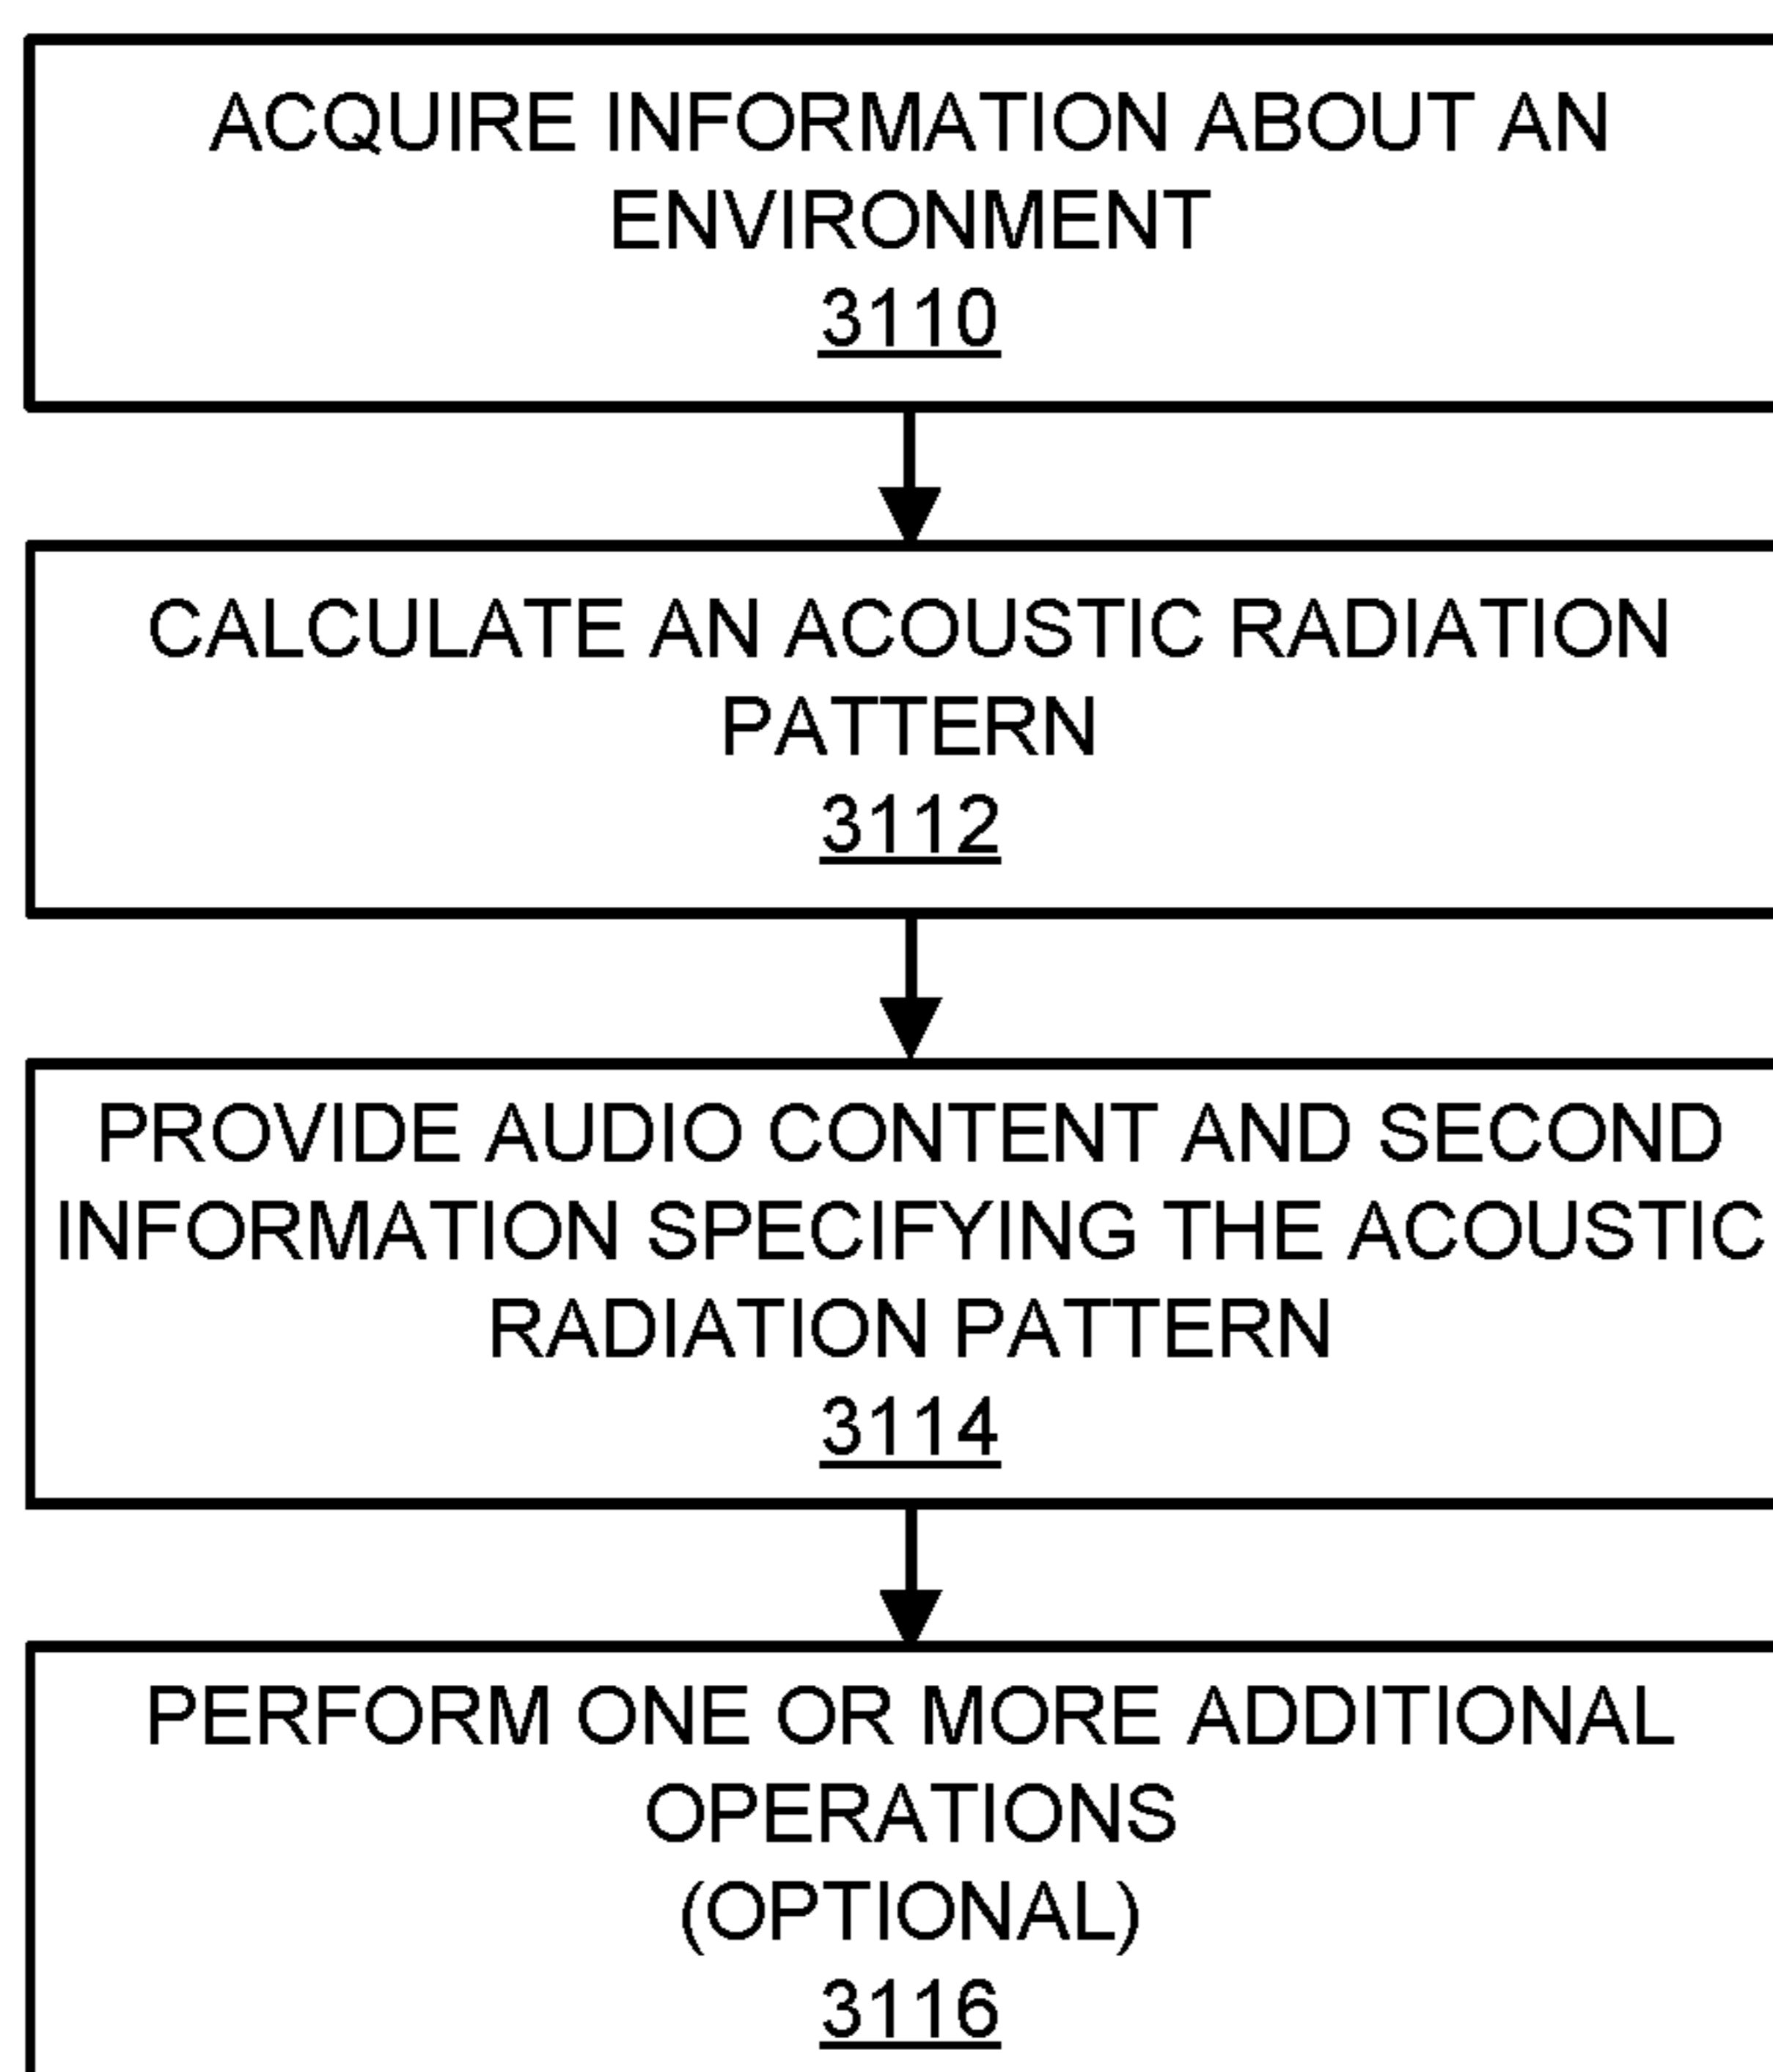 ACQUIRE INFORMATION ABOUT AN
ENVIRONMENT
3110
CALCULATE AN ACOUSTIC RADIATION
PATTERN
3112
PROVIDE AUDIO CONTENT AND SECOND
INFORMATION SPECIFYING THE ACOUSTIC
RADIATION PATTERN
3114
PERFORM ONE OR MORE ADDITIONAL
OPERATIONS
(OPTIONAL)
3116